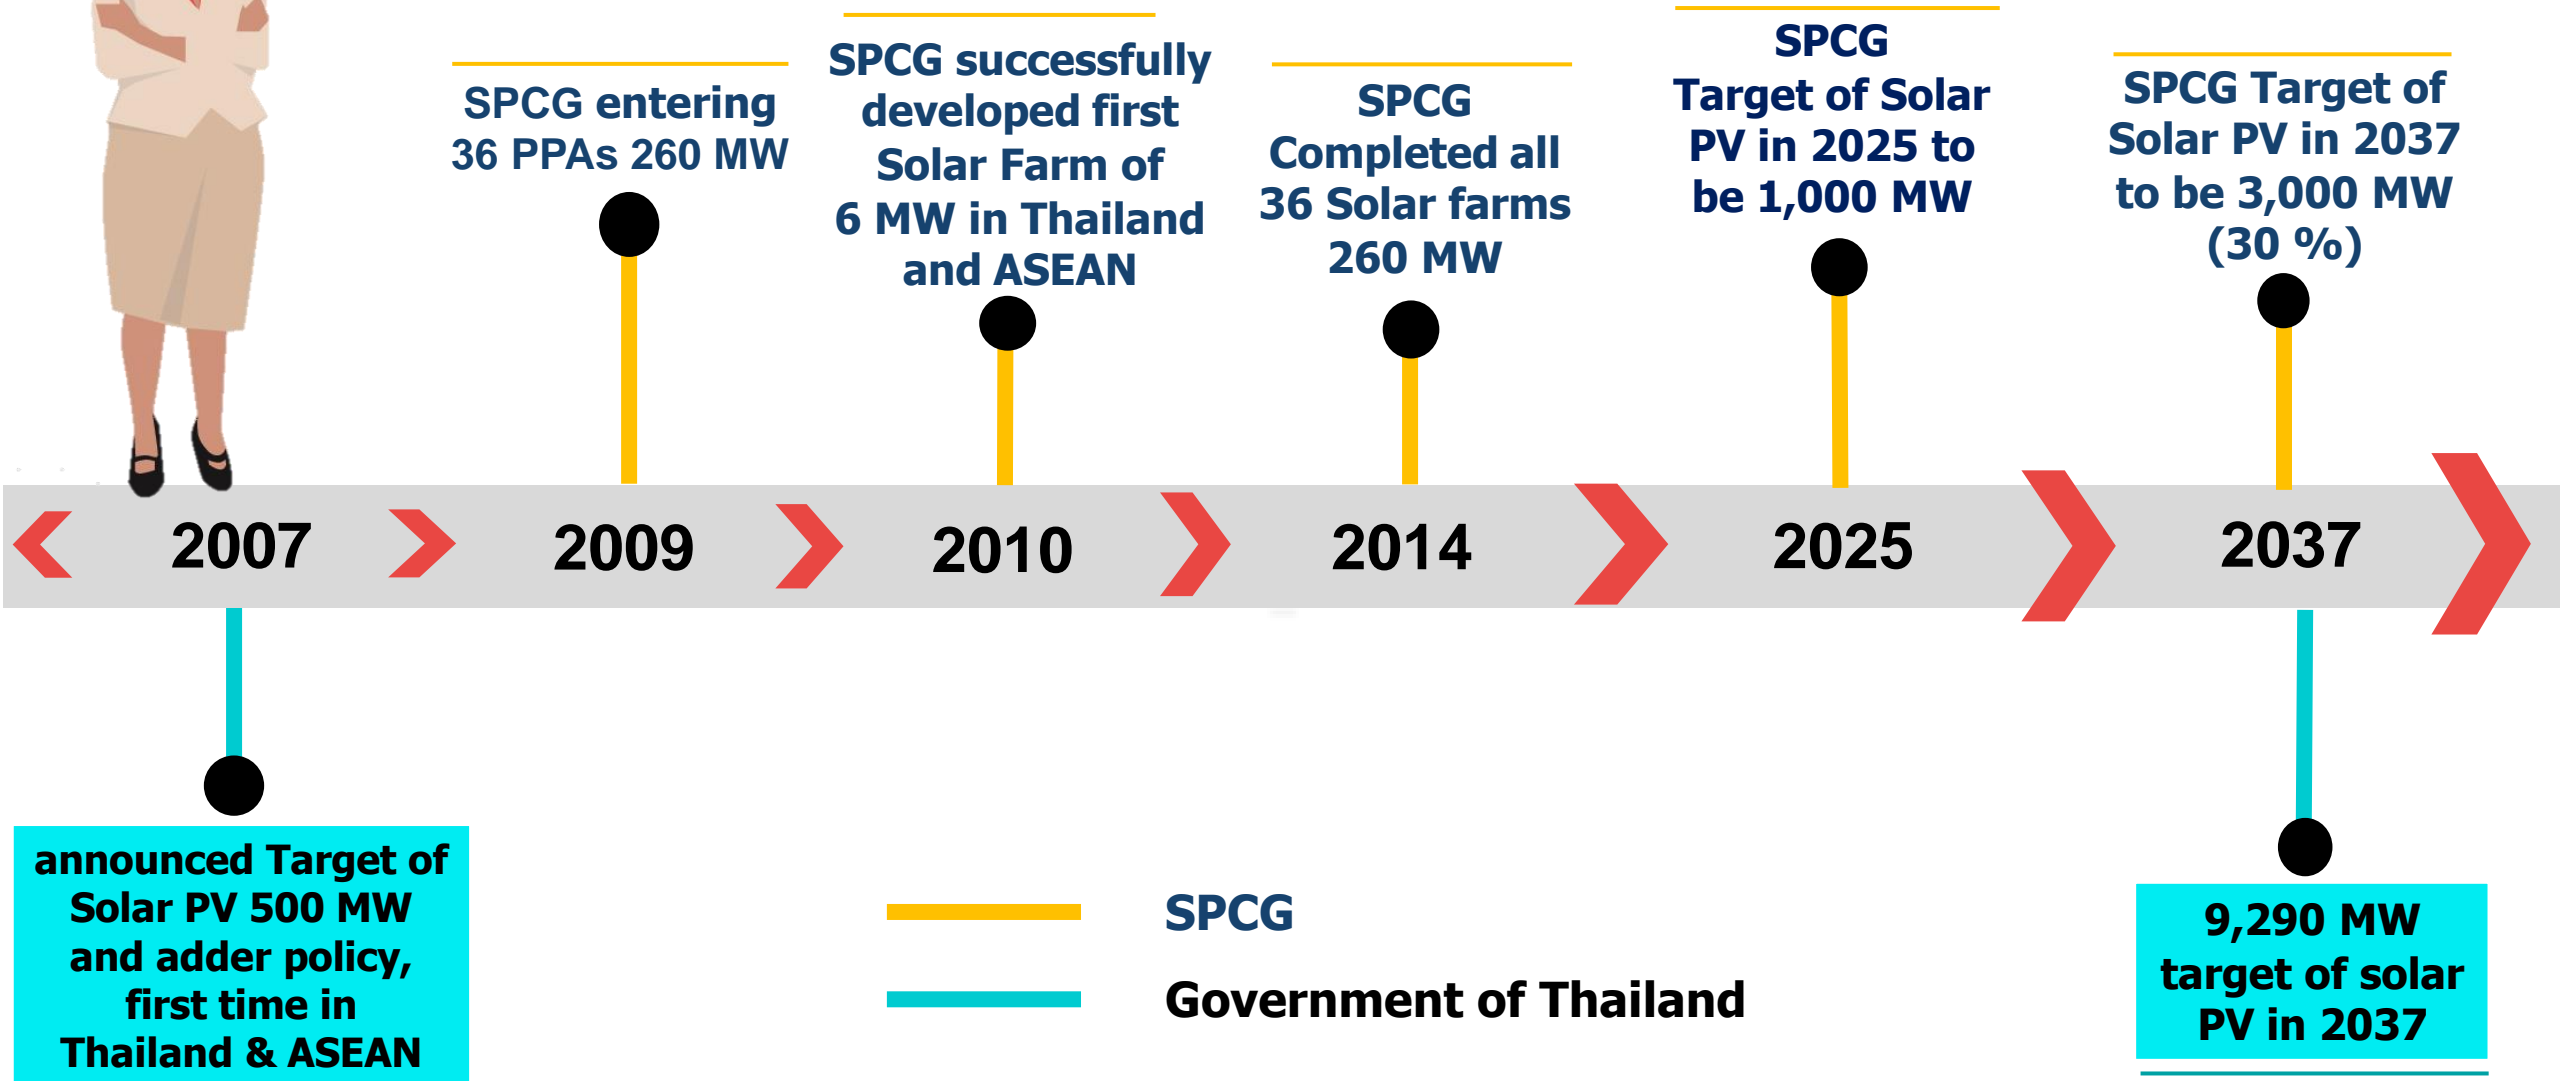 SPCG entering
36 PPAs 260 MW
SPCG successfully
developed first
Solar Farm of
6 MW in Thailand
and ASEAN
SPCG
Completed all
36 Solar farms
260 MW
SPCG
Target of Solar
PV in 2025 to
be 1,000 MW
SPCG Target of
Solar PV in 2037
to be 3,000 MW
(30 %)
2007
2009
2010
2014
2025
2037
announced Target of
Solar PV 500 MW
and adder policy,
first time in
Thailand & ASEAN
SPCG
Government of Thailand
9,290 MW
target of solar
PV in 2037